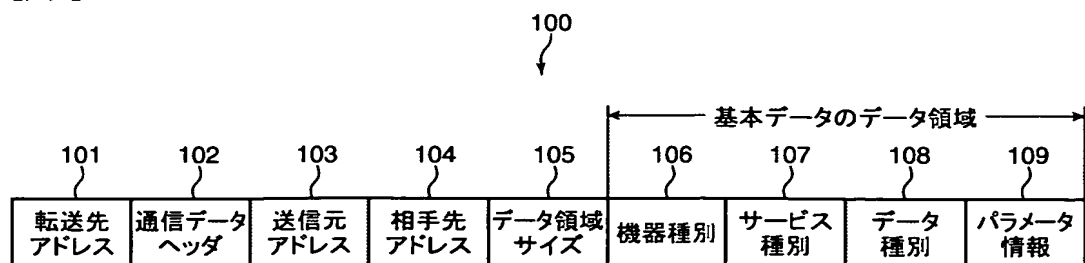 100
基本データのデータ領域
101 102 103 104 105 106 107 108 109
転送先アドレス 通信データヘッダ 送信元アドレス 相手先アドレス データ領域サイズ 機器種別 サービス種別 データ種別 パラメータ情報